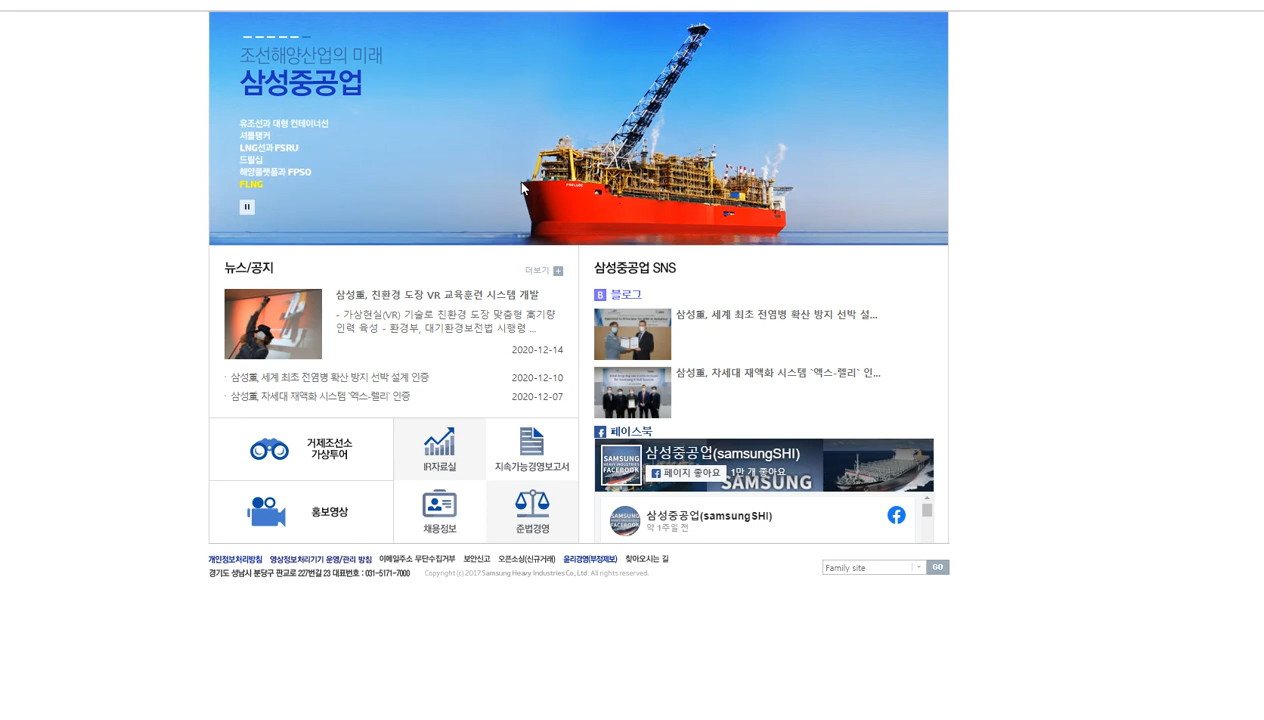 조선해양산업의 미래
삼성중공업
유조선과 대형 컨테이너선
셔틀탱커
LNG선과 FSRU
드릴십
해양플랫폼과 FPSO
FLNG
PRELUDE
뉴스/공지
더보기
삼성重, 친환경 도장 VR 교육훈련 시스템 개발
- 가상현실(VR) 기술로 친환경 도장 맞춤형 高기량
인력 육성 - 환경부, 대기환경보전법 시행령 ...
2020-12-14
· 삼성重, 세계 최초 전염병 확산 방지 선박 설계 인증 2020-12-10
· 삼성重, 차세대 재액화 시스템 `엑스-렐리` 인증 2020-12-07
거제조선소
가상투어
IR자료실
지속가능경영보고서
홍보영상
채용정보
준법경영
삼성중공업 SNS
B 블로그
삼성重, 세계 최초 전염병 확산 방지 선박 설...
삼성重, 차세대 재액화 시스템 `엑스-렐리` 인...
페이스북
SAMSUNG
HEAVY INDUSTRIES
FACEBOOK
삼성중공업(samsungSHI)
페이지 좋아요 1만 개 좋아요
SAMSUNG
삼성중공업(samsungSHI)
약 1주일 전
개인정보처리방침 영상정보처리기기 운영/관리 방침 이메일주소 무단수집거부 보안신고 오픈소싱(신규거래) 윤리경영(부정제보) 찾아오시는 길
경기도 성남시 분당구 판교로 227번길 23 대표번호 : 031-5171-7000 Copyright (c) 2017 Samsung Heavy Industries Co., Ltd. All rights reserved.
Family site GO